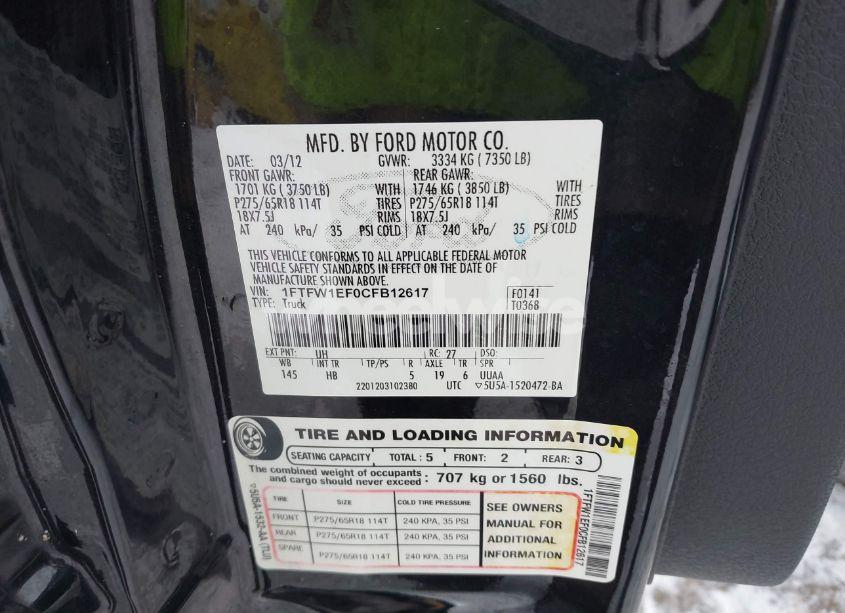 MFD. BY FORD MOTOR CO.
DATE: 03/12 GVWR: 3334 KG ( 7350 LB)
FRONT GAWR: REAR GAWR:
1701 KG ( 3750 LB) WITH 1746 KG ( 3850 LB) WITH
P275/65R18 114T TIRES P275/65R18 114T TIRES
18X7.5J RIMS 18X7.5J RIMS
AT 240 kPa/ 35 PSI COLD AT 240 kPa/ 35 PSI COLD
THIS VEHICLE CONFORMS TO ALL APPLICABLE FEDERAL MOTOR
VEHICLE SAFETY STANDARDS IN EFFECT ON THE DATE OF
MANUFACTURE SHOWN ABOVE.
VIN: 1FTFW1EF0CFB12617 F0141
TYPE: Truck T0368
EXT PNT: UH RC: 27 DSO:
WB INT TR TP/PS R AXLE TR SPR
145 HB 5 19 6 UUAA
2201203102380 UTC ▽5U5A-1520472-BA
TIRE AND LOADING INFORMATION
SEATING CAPACITY TOTAL: 5 FRONT: 2 REAR: 3
The combined weight of occupants
and cargo should never exceed: 707 kg or 1560 lbs.
TIRE SIZE COLD TIRE PRESSURE
FRONT P275/65R18 114T 240 KPA, 35 PSI
REAR P275/65R18 114T 240 KPA, 35 PSI
SPARE P275/65R18 114T 240 KPA, 35 PSI
SEE OWNERS
MANUAL FOR
ADDITIONAL
INFORMATION
1FTFW1EF0CFB12617